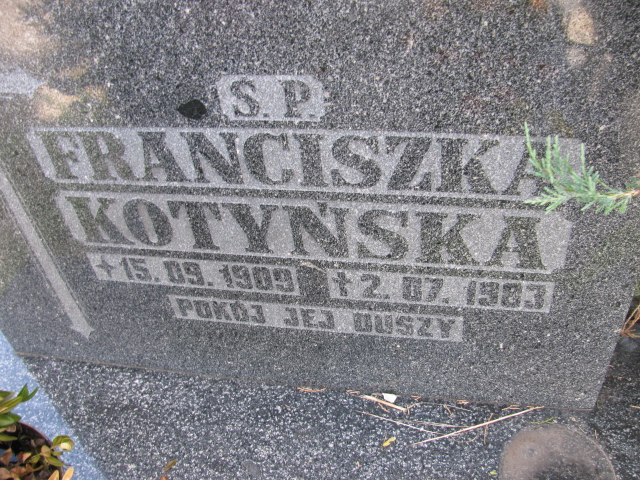 Ś.P.
FRANCISZKA
KOTYŃSKA
+15.09.1909 †2.07.1983
POKÓJ JEJ DUSZY